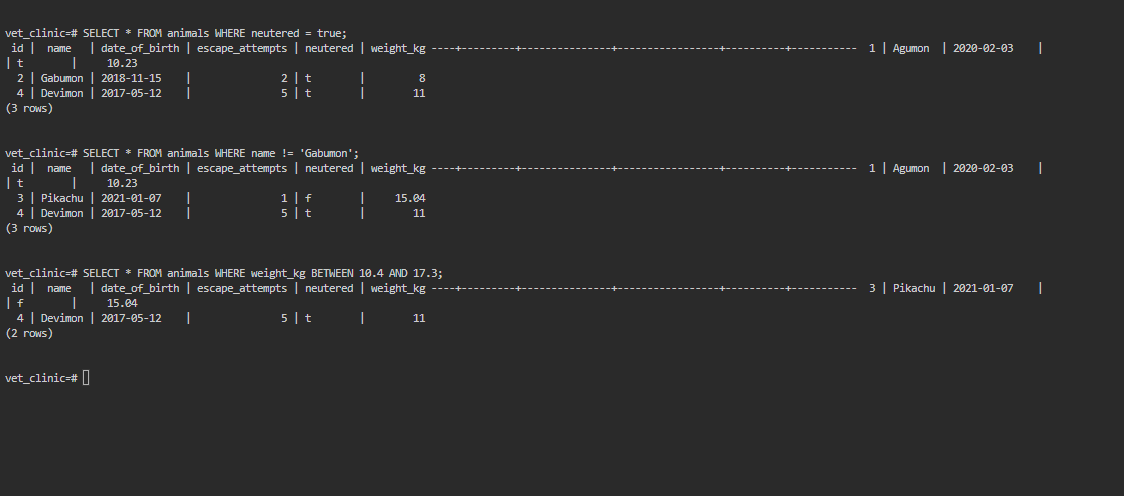 vet_clinic=# SELECT * FROM animals WHERE neutered = true;
 id |  name   | date_of_birth | escape_attempts | neutered | weight_kg ----+---------+---------------+-----------------+----------+-----------  1 | Agumon  | 2020-02-03    |
| t        |     10.23
  2 | Gabumon | 2018-11-15    |               2 | t        |         8
  4 | Devimon | 2017-05-12    |               5 | t        |        11
(3 rows)
vet_clinic=# SELECT * FROM animals WHERE name != 'Gabumon';
 id |  name   | date_of_birth | escape_attempts | neutered | weight_kg ----+---------+---------------+-----------------+----------+-----------  1 | Agumon  | 2020-02-03    |
| t        |     10.23
  3 | Pikachu | 2021-01-07    |               1 | f        |     15.04
  4 | Devimon | 2017-05-12    |               5 | t        |        11
(3 rows)
vet_clinic=# SELECT * FROM animals WHERE weight_kg BETWEEN 10.4 AND 17.3;
 id |  name   | date_of_birth | escape_attempts | neutered | weight_kg ----+---------+---------------+-----------------+----------+-----------  3 | Pikachu | 2021-01-07    |
| f        |     15.04
  4 | Devimon | 2017-05-12    |               5 | t        |        11
(2 rows)
vet_clinic=#